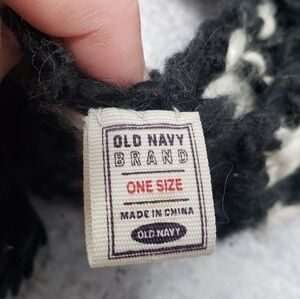 OLD NAVY
BRAND
ONE SIZE
MADE IN CHINA
OLD NAVY